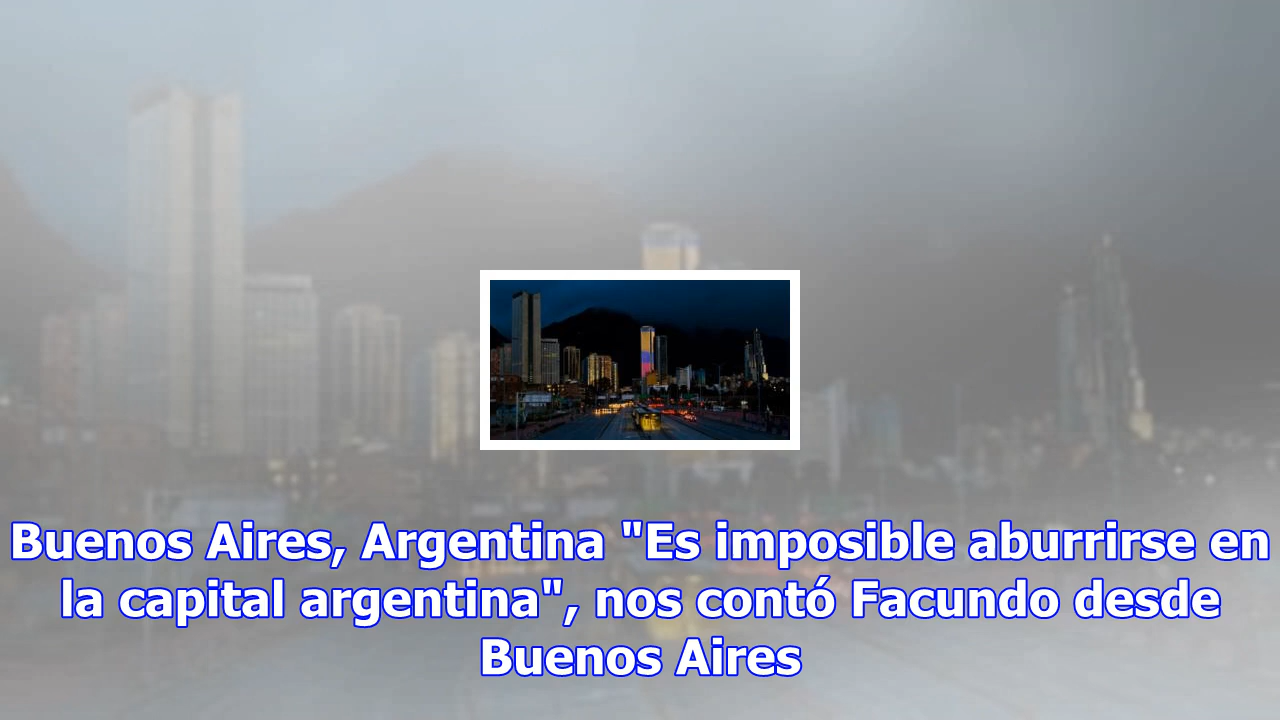 Buenos Aires, Argentina "Es imposible aburrirse en
la capital argentina", nos contó Facundo desde
Buenos Aires